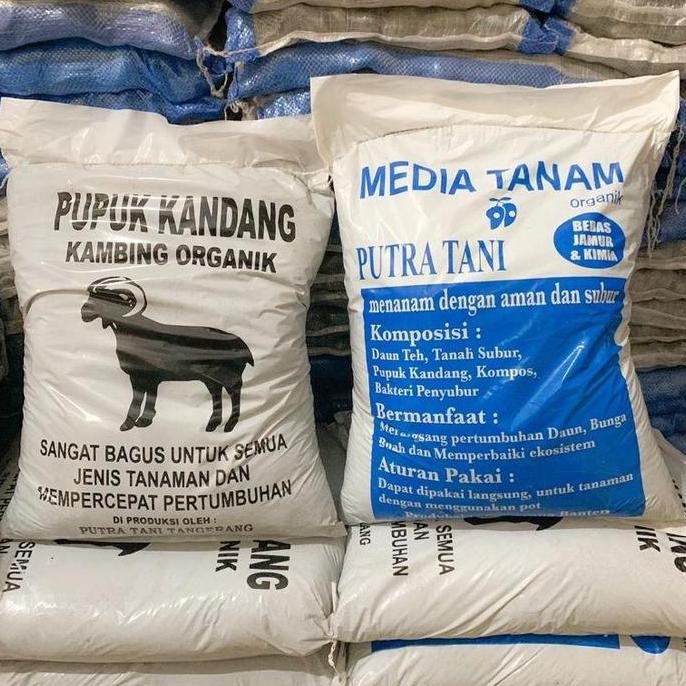 PUPUK KANDANG
KAMBING ORGANIK
SANGAT BAGUS UNTUK SEMUA
JENIS TANAMAN DAN
MEMPERCEPAT PERTUMBUHAN
DI PRODUKSI OLEH :
PUTRA TANI TANGERANG
MEDIA TANAM
organik
BEBAS
JAMUR
& KIMIA
PUTRA TANI
menanam dengan aman dan subur
Komposisi :
Daun Teh, Tanah Subur,
Pupuk Kandang, Kompos,
Bakteri Penyubur
Bermanfaat :
Merangsang pertumbuhan Daun, Bunga
Buah dan Memperbaiki ekosistem
Aturan Pakai :
Dapat dipakai langsung, untuk tanaman
dengan menggunakan pot
Banten
SEMUA
SEMUA